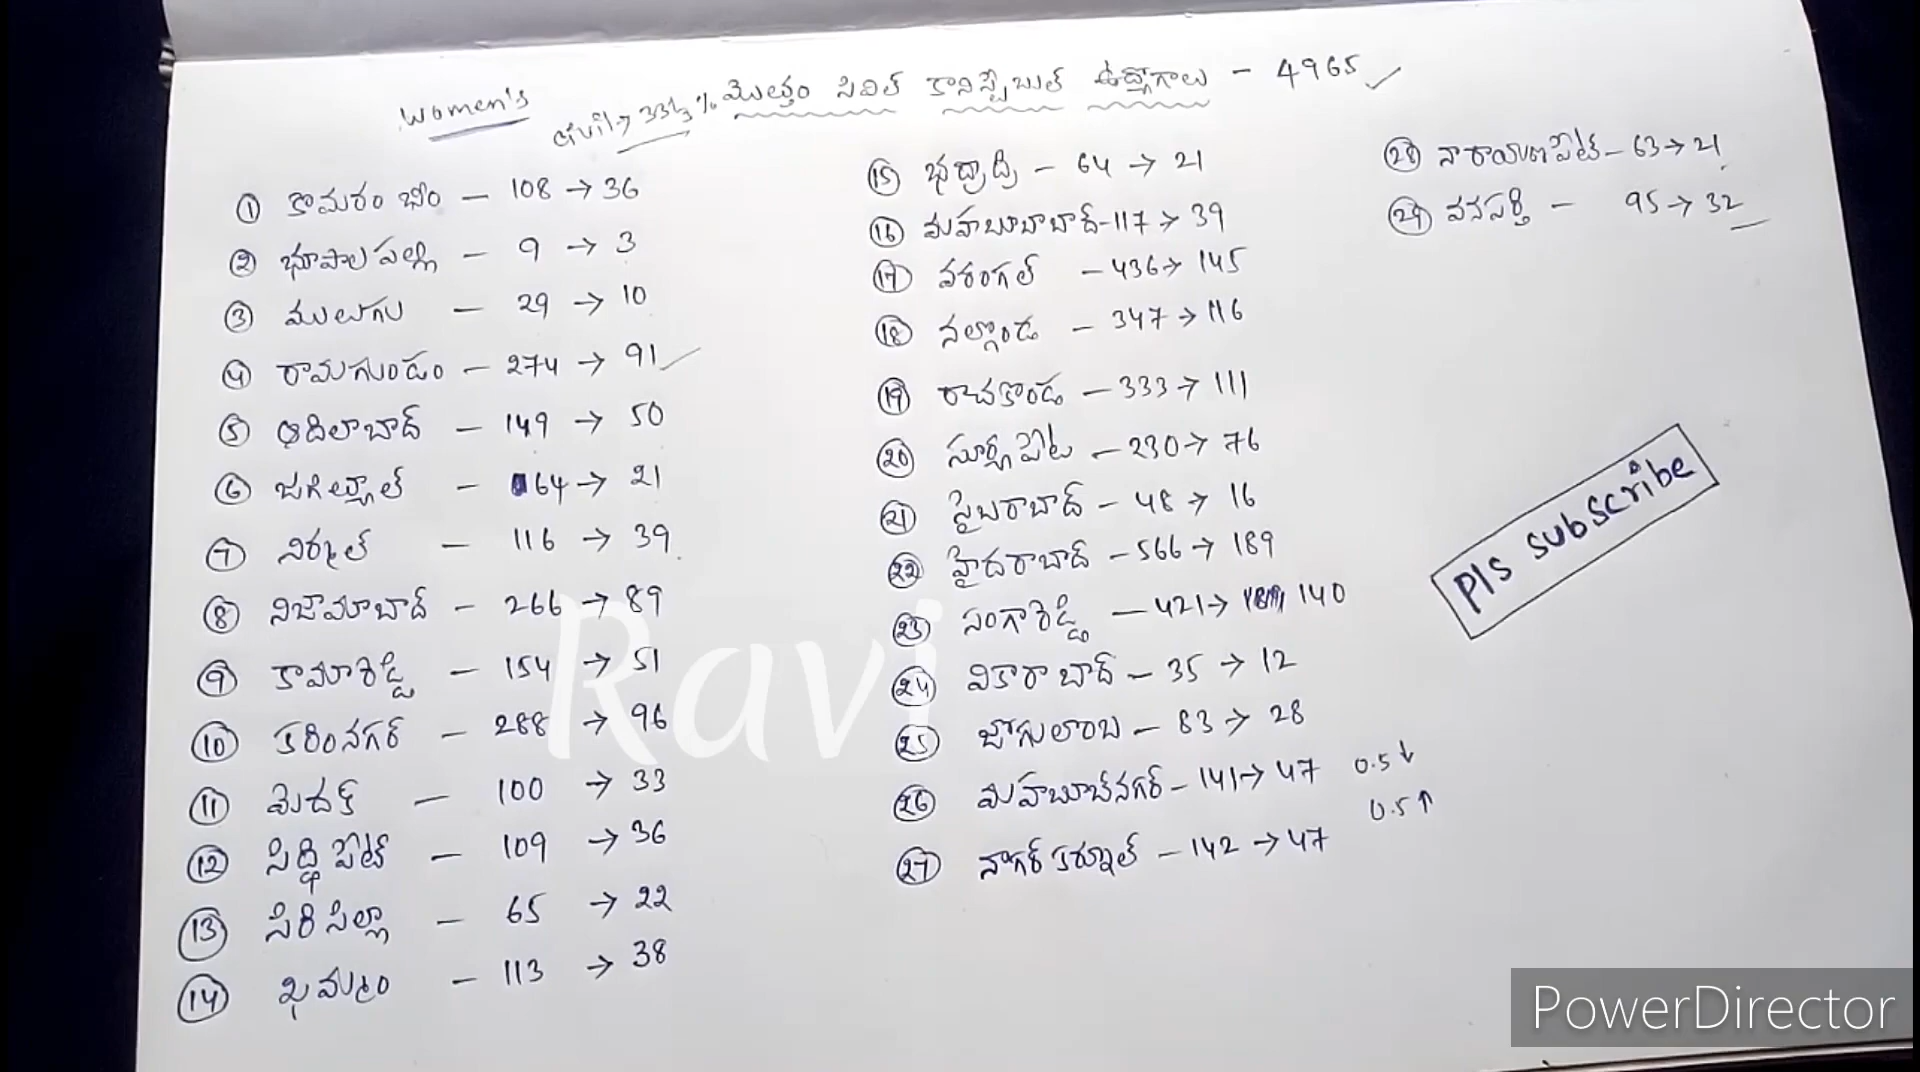 women's
civil→ 33⅓ %
మొత్తం సివిల్ కానిస్టేబుల్ ఉద్యోగాలు - 4965 ✓
① కొమరం భీం - 108 → 36
② భూపాలపల్లి - 9 → 3
③ ములుగు - 29 → 10
④ రామగుండం - 274 → 91 ✓
⑤ ఆదిలాబాద్ - 149 → 50
⑥ జగిత్యాల్ - 64 → 21
⑦ నిర్మల్ - 116 → 39
⑧ నిజామాబాద్ - 266 → 89
⑨ కామారెడ్డి - 154 → 51
⑩ కరీంనగర్ - 288 → 96
⑪ మెదక్ - 100 → 33
⑫ సిద్ధిపేట్ - 109 → 36
⑬ సిరిసిల్లా - 65 → 22
⑭ ఖమ్మం - 113 → 38
⑮ భద్రాద్రి - 64 → 21
⑯ మహబూబాబాద్ - 117 → 39
⑰ వరంగల్ - 436 → 145
⑱ నల్గొండ - 347 → 116
⑲ రాచకొండ - 333 → 111
⑳ సూర్యపేట - 230 → 76
㉑ సైబరాబాద్ - 48 → 16
㉒ హైదరాబాద్ - 566 → 189
㉓ సంగారెడ్డి - 421 → 140
㉔ వికారాబాద్ - 35 → 12
㉕ జోగులాంబ - 83 → 28
㉖ మహబూబ్‌నగర్ - 141 → 47
㉗ నాగర్ కర్నూల్ - 142 → 47
0.5 ↓
0.5 ↑
㉘ నారాయణపేట్ - 63 → 21
㉙ వనపర్తి - 95 → 32
Pls subscribe
Ravi
PowerDirector